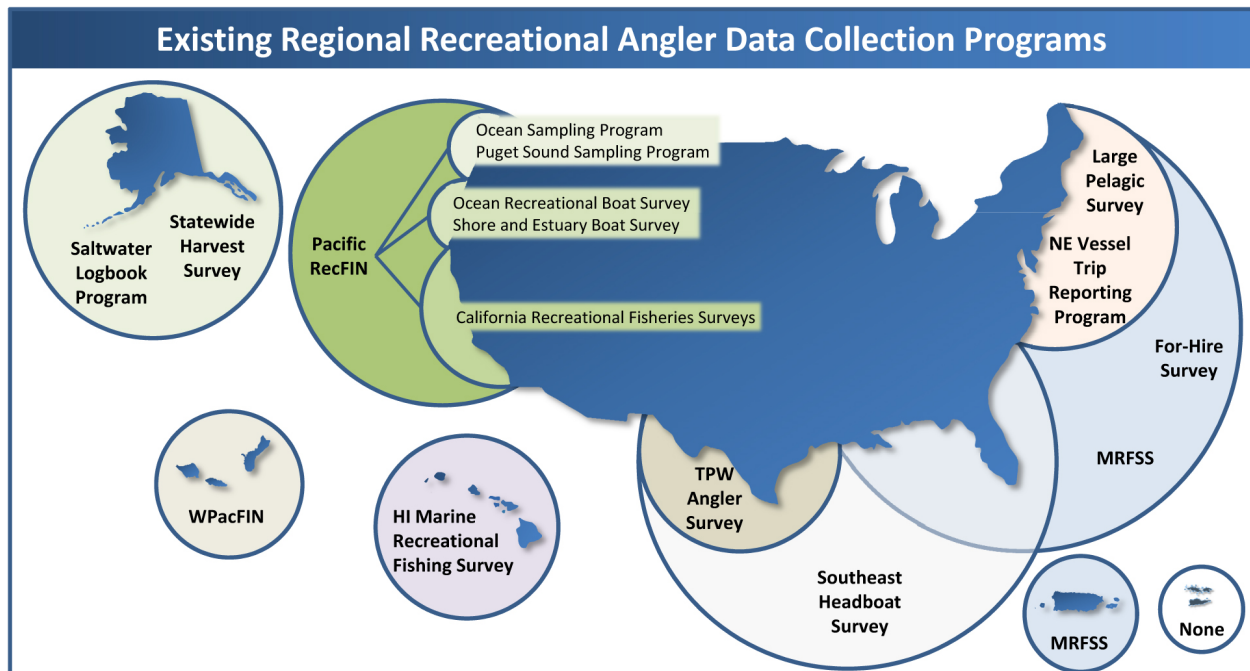 Existing Regional Recreational Angler Data Collection Programs
Saltwater
Logbook
Program
Statewide
Harvest
Survey
Pacific
RecFIN
Ocean Sampling Program
Puget Sound Sampling Program
Ocean Recreational Boat Survey
Shore and Estuary Boat Survey
California Recreational Fisheries Surveys
Large
Pelagic
Survey
NE Vessel
Trip
Reporting
Program
For-Hire
Survey
MRFSS
WPacFIN
HI Marine
Recreational
Fishing Survey
TPW
Angler
Survey
Southeast
Headboat
Survey
MRFSS
None